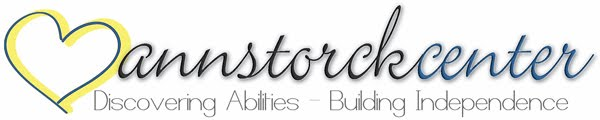 annstorckcenter
Discovering Abilities - Building Independence